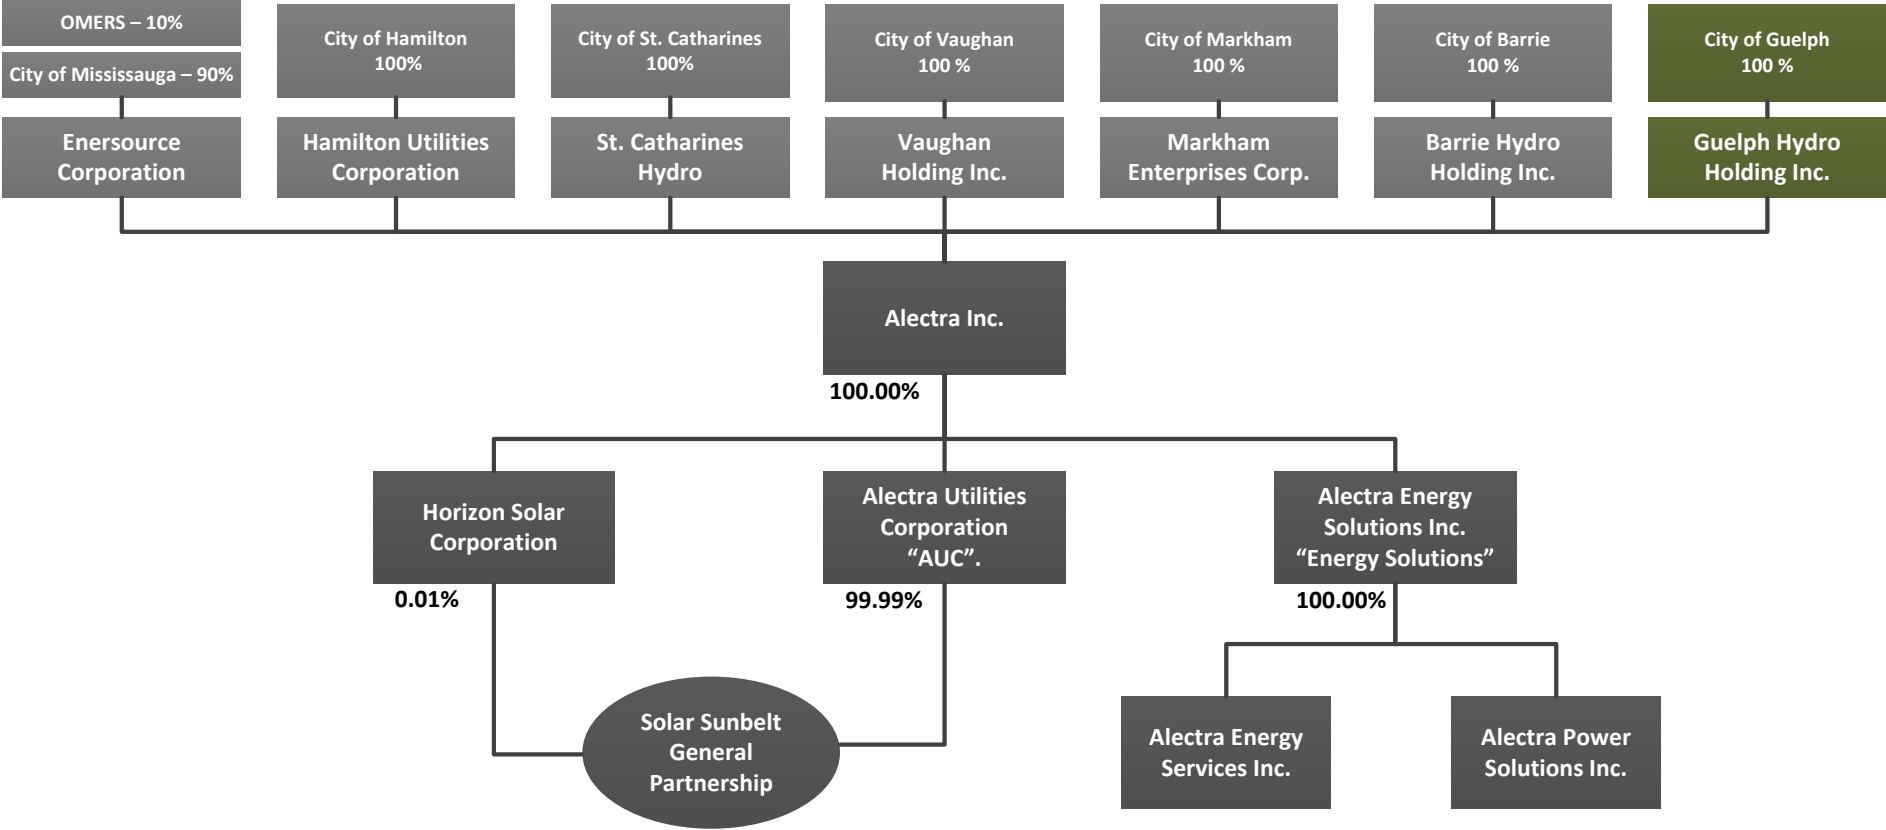 OMERS – 10%
City of Mississauga – 90%
Enersource
Corporation
City of Hamilton
100%
Hamilton Utilities
Corporation
City of St. Catharines
100%
St. Catharines
Hydro
City of Vaughan
100 %
Vaughan
Holding Inc.
City of Markham
100 %
Markham
Enterprises Corp.
City of Barrie
100 %
Barrie Hydro
Holding Inc.
City of Guelph
100 %
Guelph Hydro
Holding Inc.
Alectra Inc.
100.00%
Horizon Solar
Corporation
0.01%
Alectra Utilities
Corporation
“AUC”.
99.99%
Alectra Energy
Solutions Inc.
“Energy Solutions”
100.00%
Solar Sunbelt
General
Partnership
Alectra Energy
Services Inc.
Alectra Power
Solutions Inc.